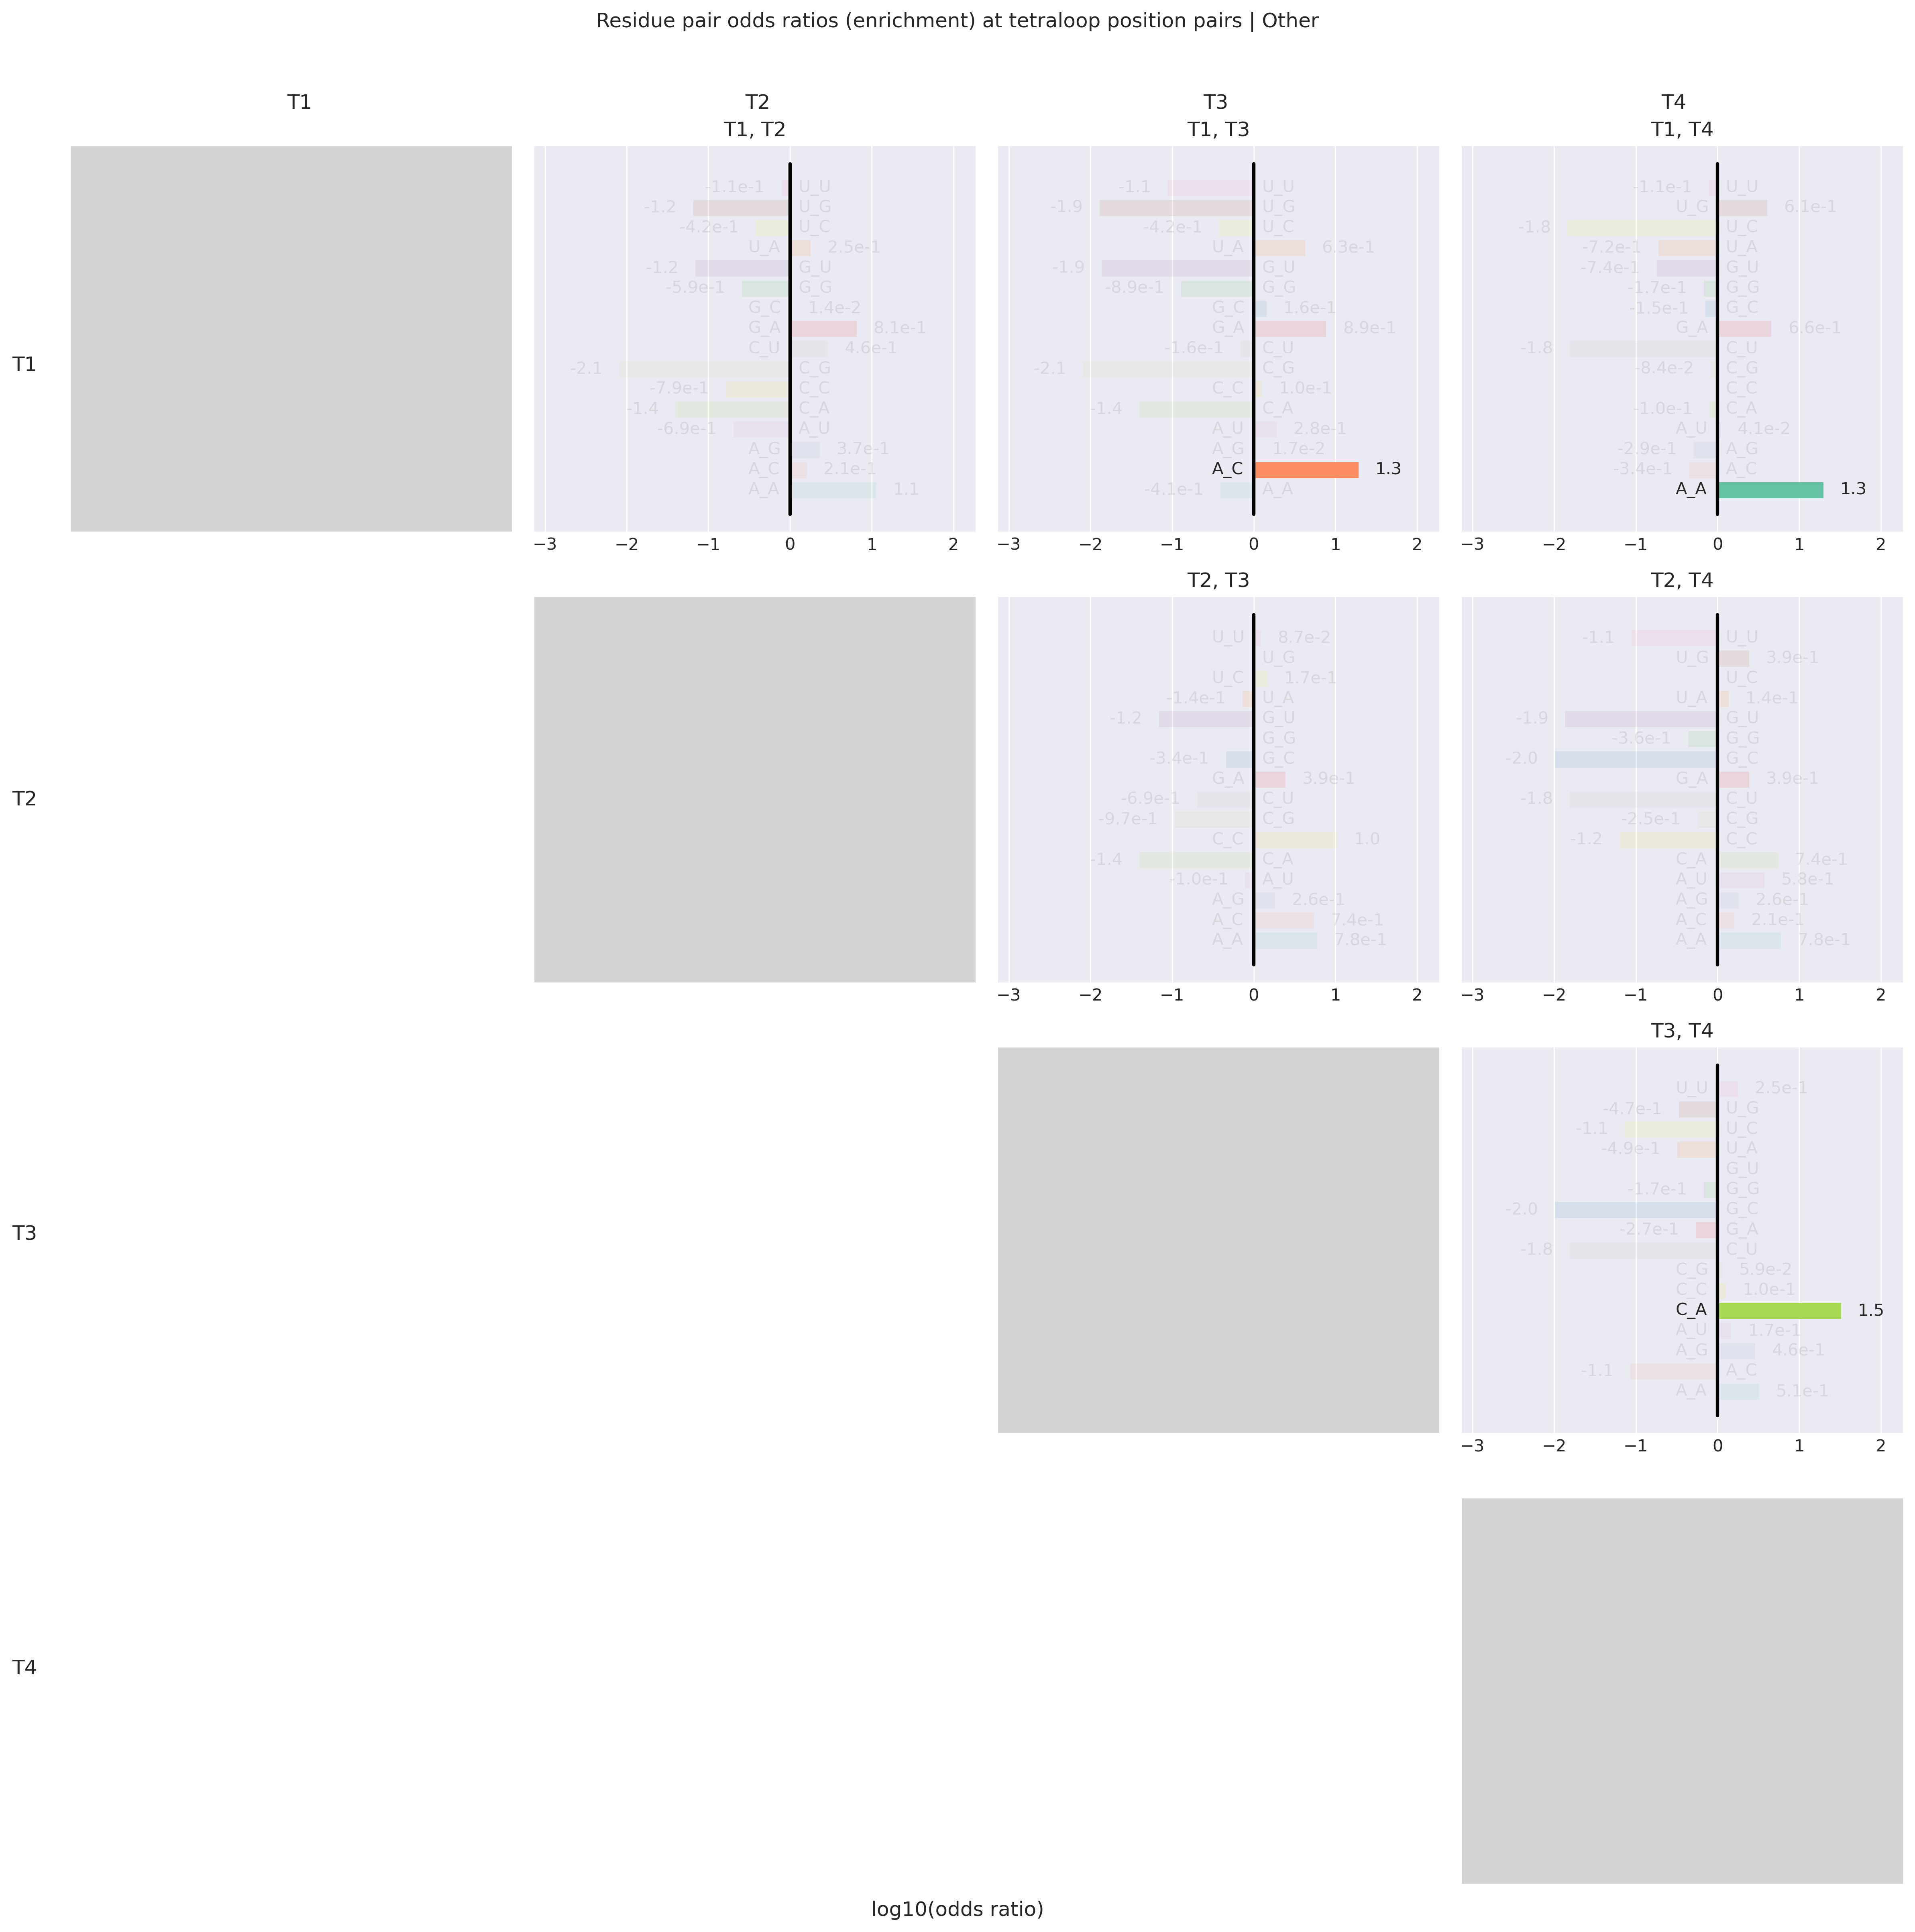 Residue pair odds ratios (enrichment) at tetraloop position pairs | Other
T1 T2 T3 T4
T1, T2 T1, T3 T1, T4
T1
-1.1e-1 U_U
-1.2 U_G
-4.2e-1 U_C
U_A 2.5e-1
-1.2 G_U
-5.9e-1 G_G
G_C 1.4e-2
G_A 8.1e-1
C_U 4.6e-1
-2.1 C_G
-7.9e-1 C_C
-1.4 C_A
-6.9e-1 A_U
A_G 3.7e-1
A_C 2.1e-1
A_A 1.1
−3 −2 −1 0 1 2
-1.1 U_U
-1.9 U_G
-4.2e-1 U_C
U_A 6.3e-1
-1.9 G_U
-8.9e-1 G_G
G_C 1.6e-1
G_A 8.9e-1
-1.6e-1 C_U
-2.1 C_G
C_C 1.0e-1
-1.4 C_A
A_U 2.8e-1
A_G 1.7e-2
A_C 1.3
-4.1e-1 A_A
−3 −2 −1 0 1 2
-1.1e-1 U_U
U_G 6.1e-1
-1.8 U_C
-7.2e-1 U_A
-7.4e-1 G_U
-1.7e-1 G_G
-1.5e-1 G_C
G_A 6.6e-1
-1.8 C_U
-8.4e-2 C_G
C_C
-1.0e-1 C_A
A_U 4.1e-2
-2.9e-1 A_G
-3.4e-1 A_C
A_A 1.3
−3 −2 −1 0 1 2
T2, T3 T2, T4
T2
U_U 8.7e-2
U_G
U_C 1.7e-1
-1.4e-1 U_A
-1.2 G_U
G_G
-3.4e-1 G_C
G_A 3.9e-1
-6.9e-1 C_U
-9.7e-1 C_G
C_C 1.0
-1.4 C_A
-1.0e-1 A_U
A_G 2.6e-1
A_C 7.4e-1
A_A 7.8e-1
−3 −2 −1 0 1 2
-1.1 U_U
U_G 3.9e-1
U_C
U_A 1.4e-1
-1.9 G_U
-3.6e-1 G_G
-2.0 G_C
G_A 3.9e-1
-1.8 C_U
-2.5e-1 C_G
-1.2 C_C
C_A 7.4e-1
A_U 5.8e-1
A_G 2.6e-1
A_C 2.1e-1
A_A 7.8e-1
−3 −2 −1 0 1 2
T3, T4
T3
U_U 2.5e-1
-4.7e-1 U_G
-1.1 U_C
-4.9e-1 U_A
G_U
-1.7e-1 G_G
-2.0 G_C
-2.7e-1 G_A
-1.8 C_U
C_G 5.9e-2
C_C 1.0e-1
C_A 1.5
A_U 1.7e-1
A_G 4.6e-1
-1.1 A_C
A_A 5.1e-1
−3 −2 −1 0 1 2
T4
log10(odds ratio)